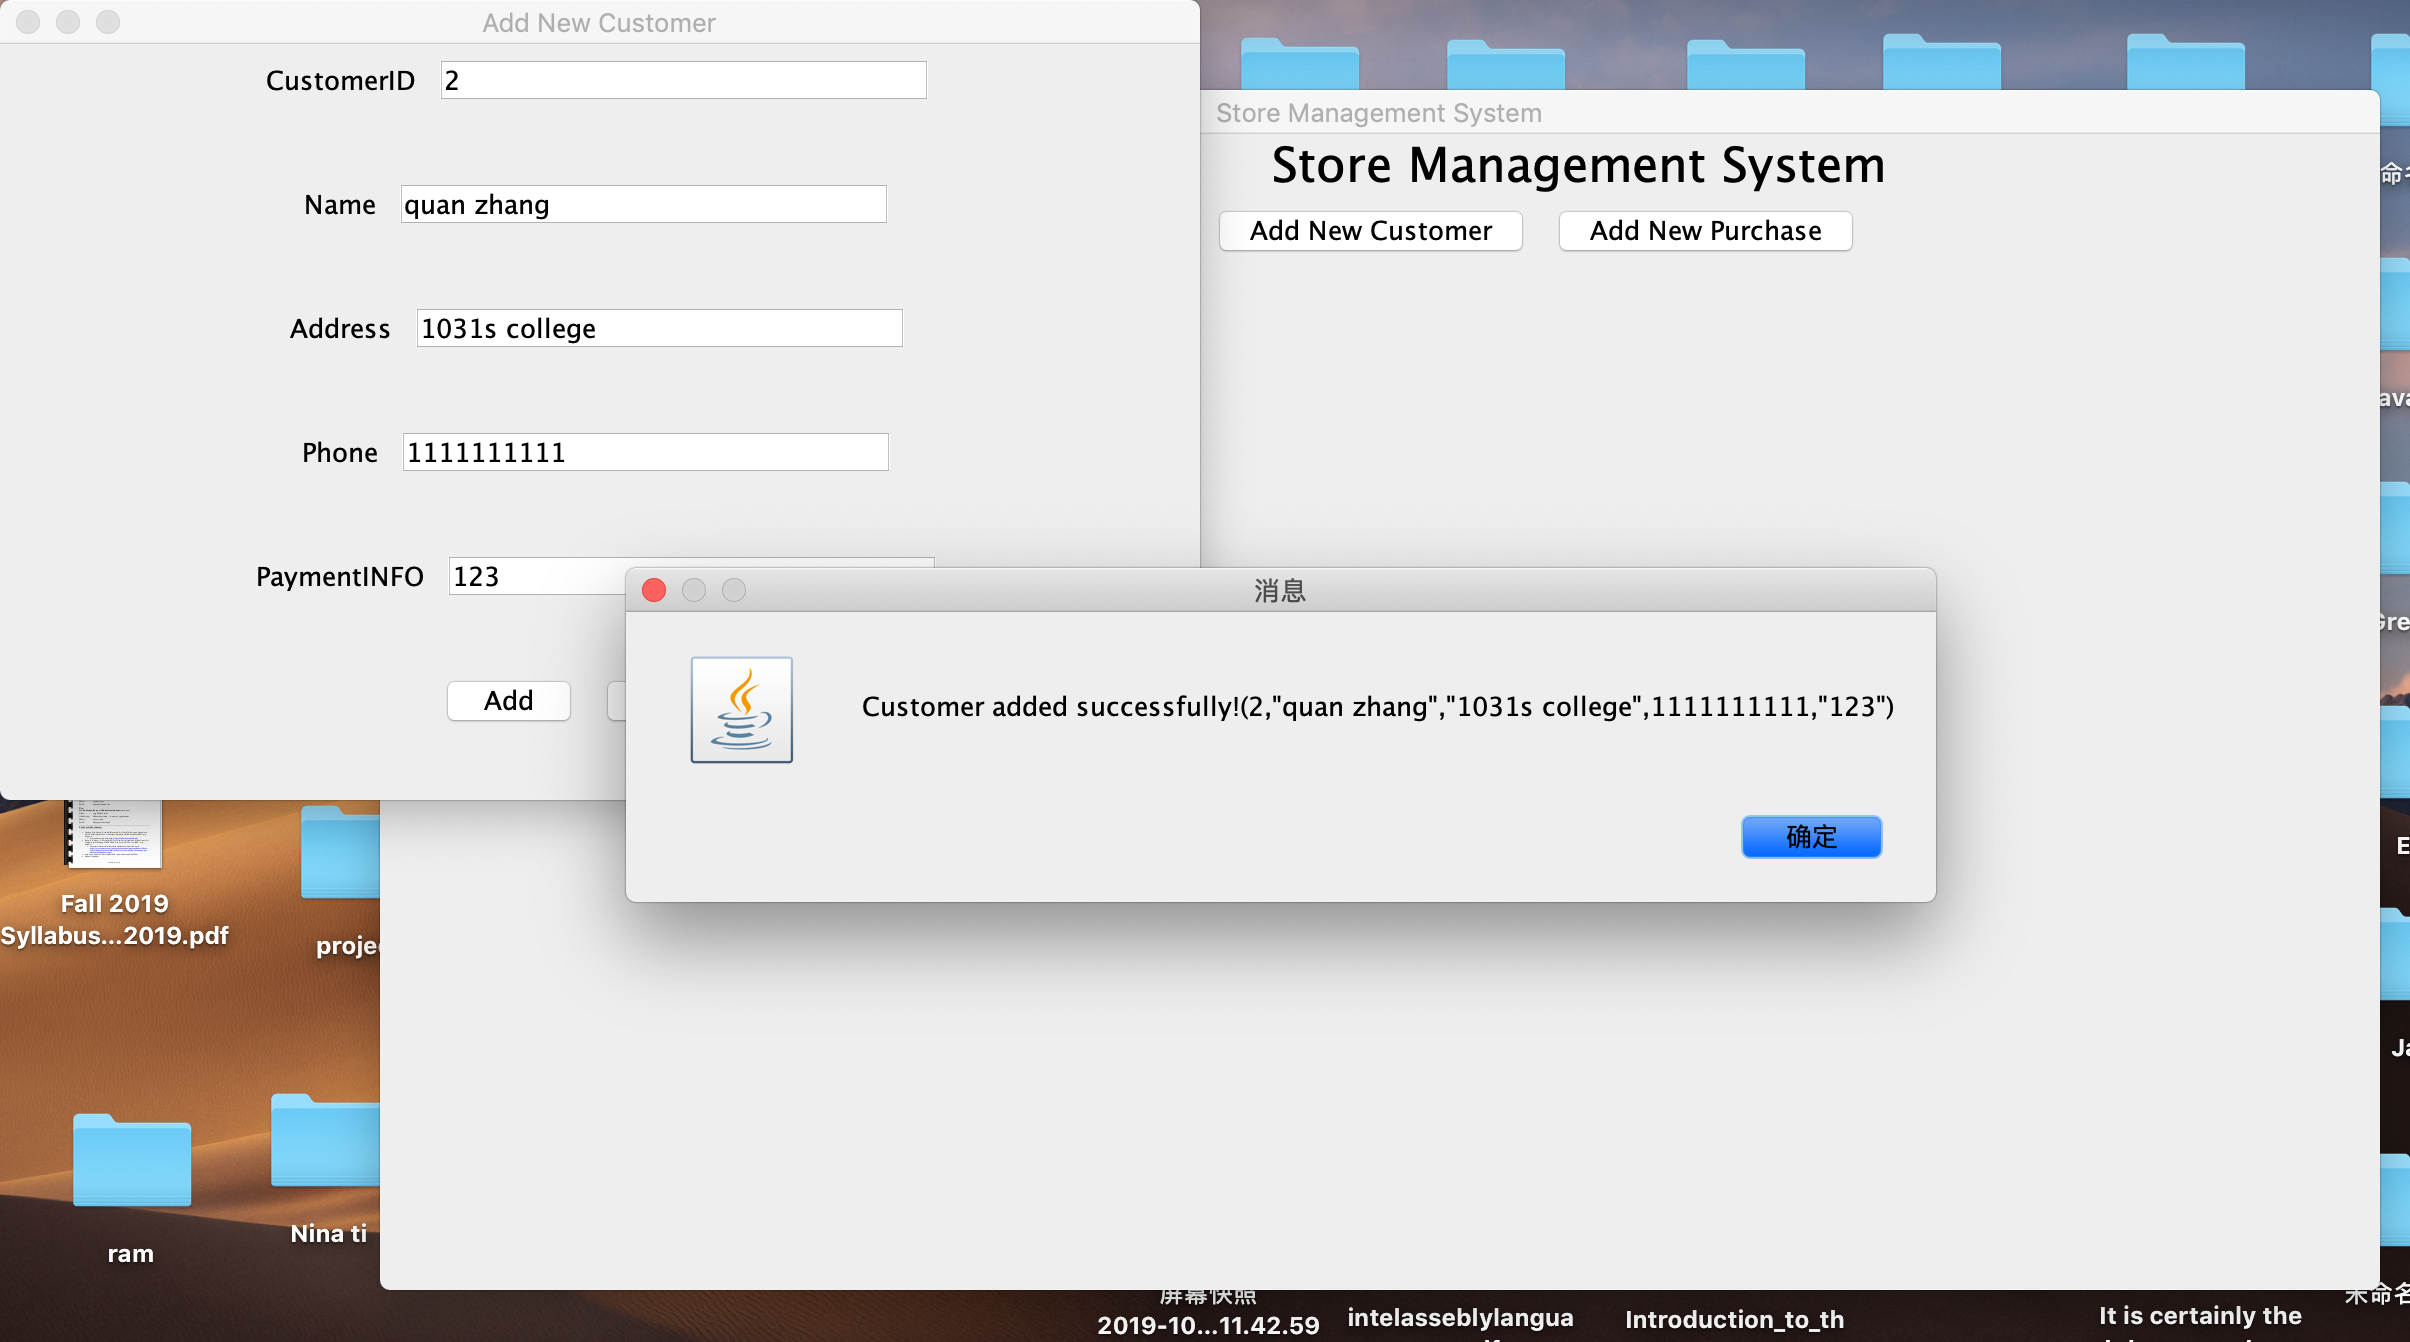 Add New Customer
CustomerID 2
Name quan zhang
Address 1031s college
Phone 1111111111
PaymentINFO 123
Add
Store Management System
Store Management System
Add New Customer Add New Purchase
消息
Customer added successfully!(2,"quan zhang","1031s college",1111111111,"123")
确定
Fall 2019
Syllabus...2019.pdf
projec
ram
Nina ti
屏幕快照
2019-10...11.42.59
intelasseblylangua
Introduction_to_th
It is certainly the
未命名